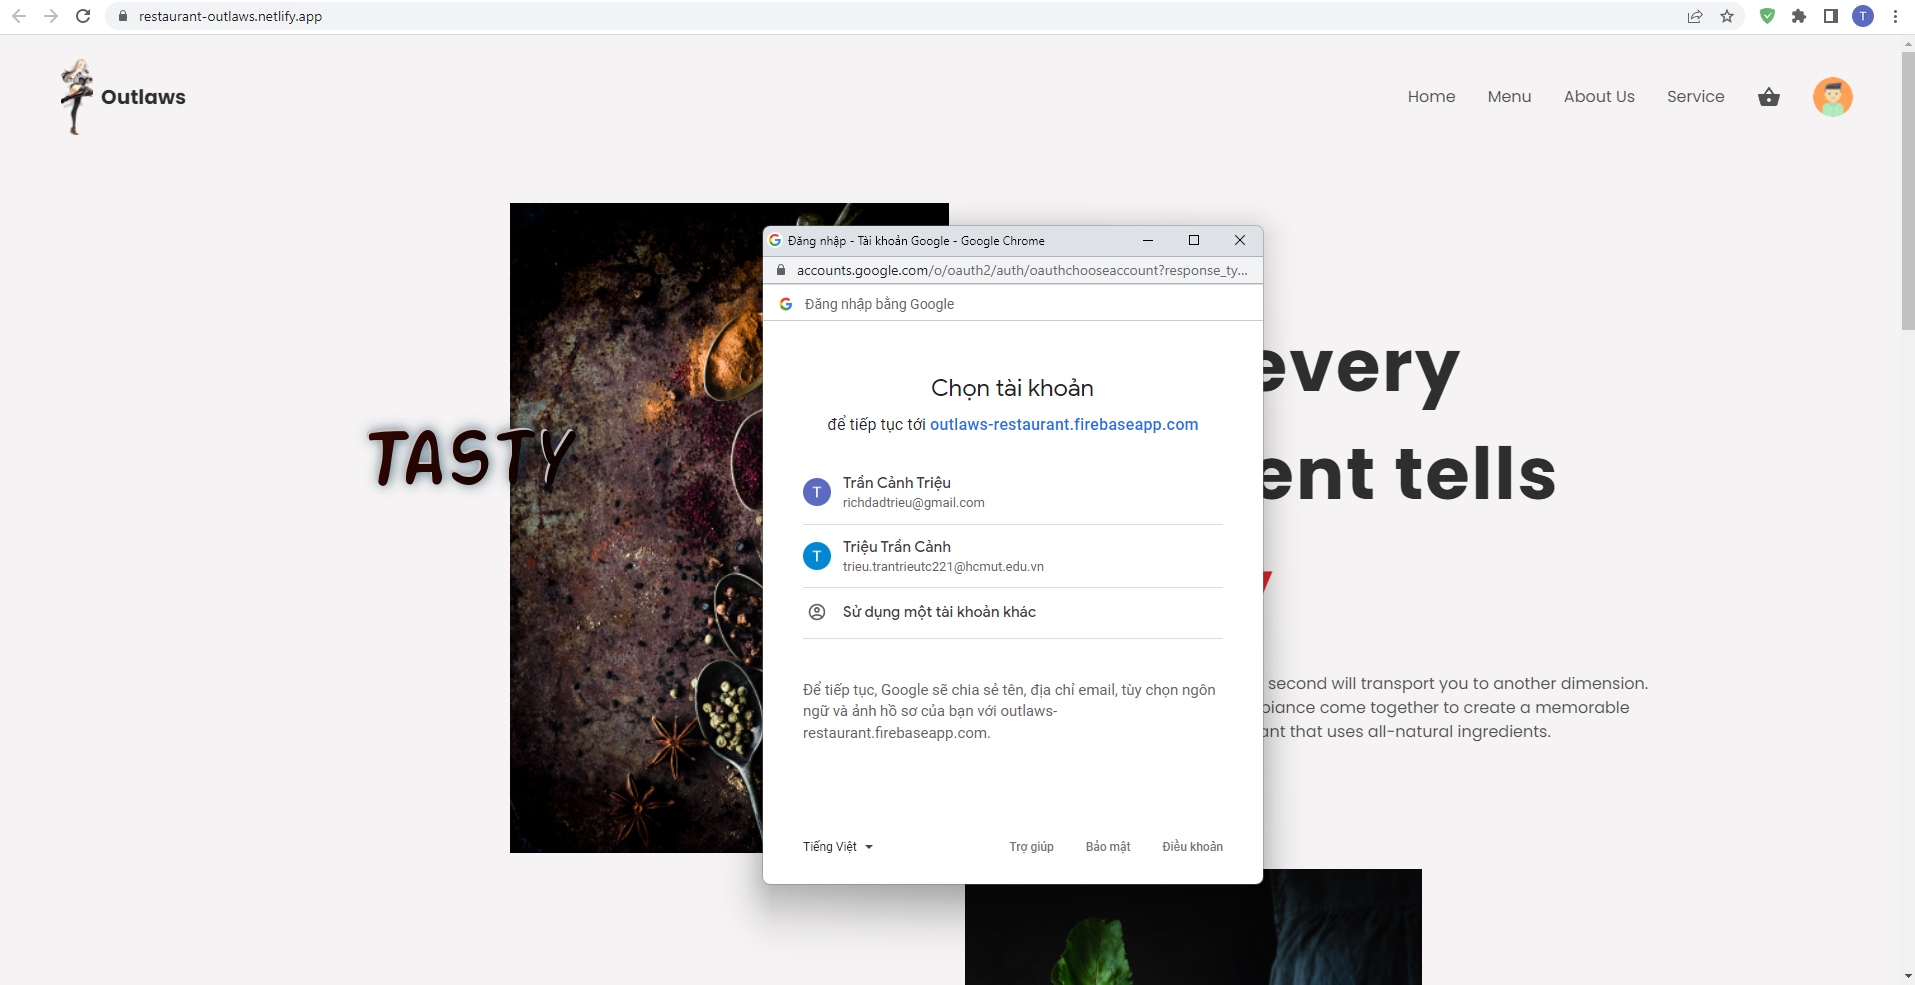 restaurant-outlaws.netlify.app
T
Outlaws
Home
Menu
About Us
Service
TASTY
every
ent tells
second will transport you to another dimension.
biance come together to create a memorable
ant that uses all-natural ingredients.
Đăng nhập - Tài khoản Google - Google Chrome
accounts.google.com/o/oauth2/auth/oauthchooseaccount?response_ty...
Đăng nhập bằng Google
Chọn tài khoản
để tiếp tục tới outlaws-restaurant.firebaseapp.com
T
Trần Cảnh Triệu
richdadtrieu@gmail.com
T
Triệu Trần Cảnh
trieu.trantrieutc221@hcmut.edu.vn
Sử dụng một tài khoản khác
Để tiếp tục, Google sẽ chia sẻ tên, địa chỉ email, tùy chọn ngôn
ngữ và ảnh hồ sơ của bạn với outlaws-
restaurant.firebaseapp.com.
Tiếng Việt
Trợ giúp
Bảo mật
Điều khoản